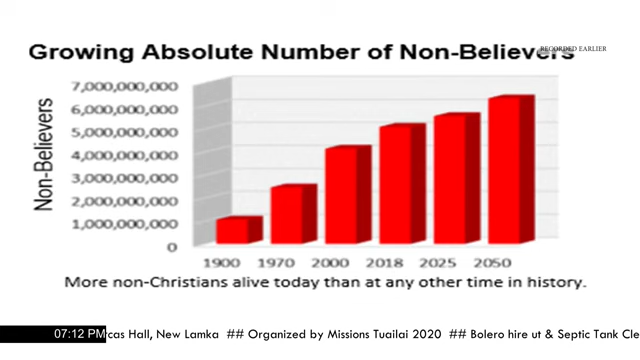 Growing Absolute Number of Non-Believers
RECORDED EARLIER
Non-Believers
7,000,000,000
6,000,000,000
5,000,000,000
4,000,000,000
3,000,000,000
2,000,000,000
1,000,000,000
0
1900 1970 2000 2018 2025 2050
More non-Christians alive today than at any other time in history.
07:12 PM rcas Hall, New Lamka ## Organized by Missions Tuailai 2020 ## Bolero hire ut & Septic Tank Cle